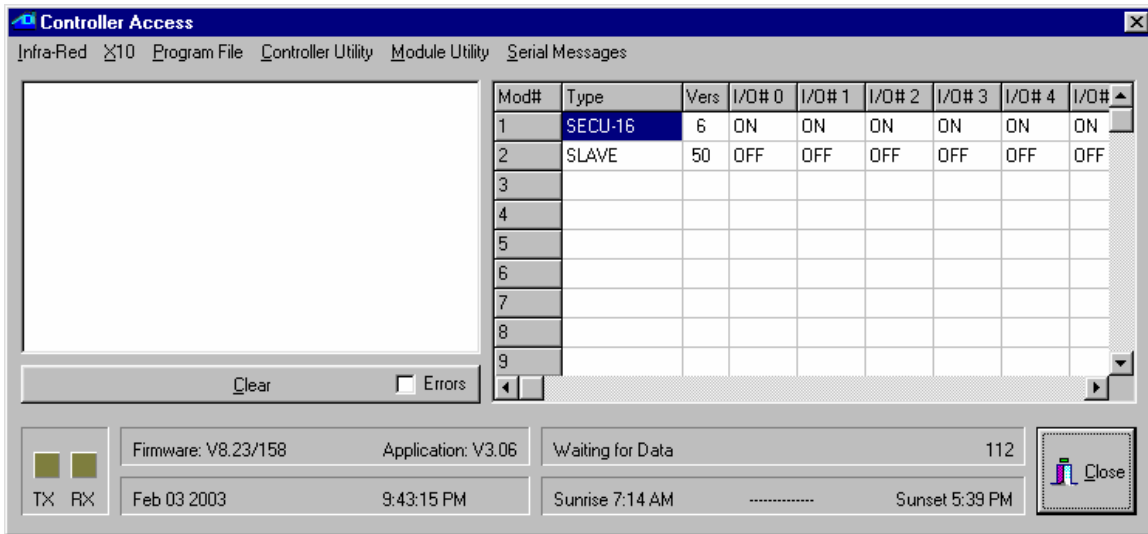 Controller Access
Infra-Red X10 Program File Controller Utility Module Utility Serial Messages
Mod# Type Vers I/O# 0 I/O# 1 I/O# 2 I/O# 3 I/O# 4 I/O#
1 SECU-16 6 ON ON ON ON ON ON
2 SLAVE 50 OFF OFF OFF OFF OFF OFF
3
4
5
6
7
8
9
Clear Errors
Firmware: V8.23/158 Application: V3.06 Waiting for Data 112
TX RX Feb 03 2003 9:43:15 PM Sunrise 7:14 AM ------------- Sunset 5:39 PM
Close